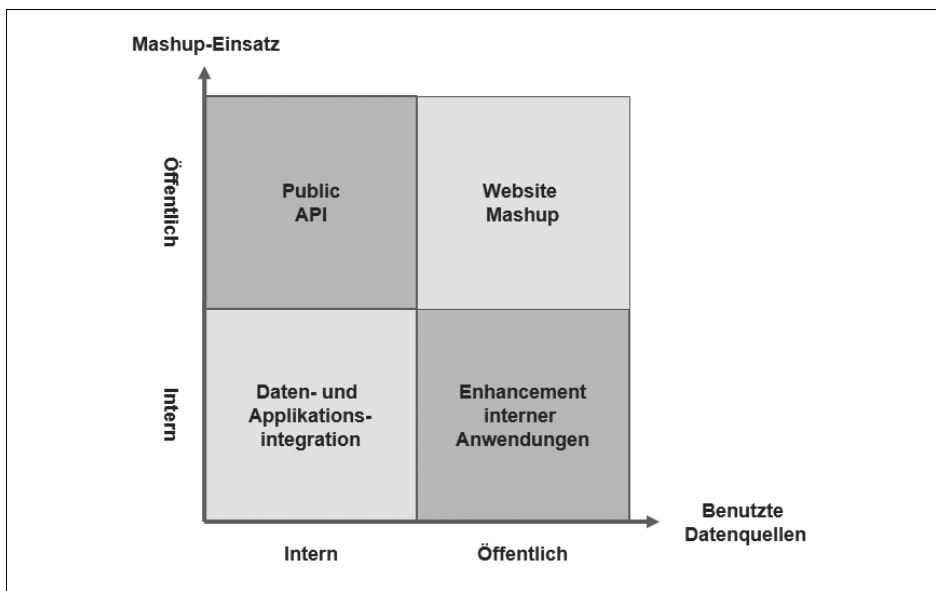 Mashup-Einsatz
Öffentlich
Public
API
Website
Mashup
Intern
Daten- und
Applikations-
integration
Enhancement
interner
Anwendungen
Benutzte
Datenquellen
Intern
Öffentlich